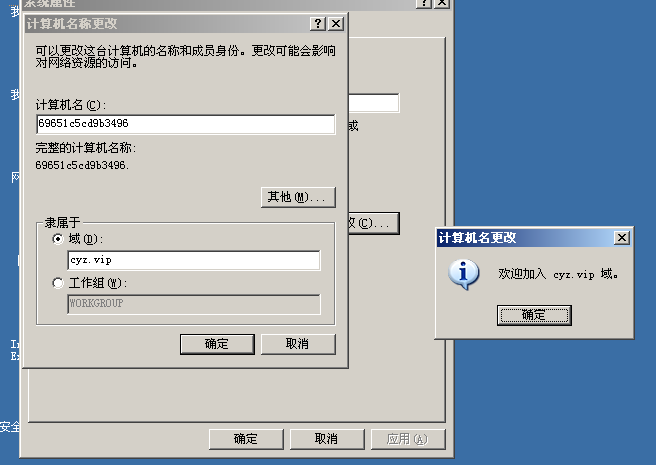 系统属性
计算机名称更改
可以更改这台计算机的名称和成员身份。更改可能会影响
对网络资源的访问。
计算机名(C):
69651c5cd9b3496
或
完整的计算机名称:
69651c5cd9b3496.
其他(M)...
改(C)...
隶属于
域(D):
cyz.vip
工作组(W):
WORKGROUP
确定
取消
计算机名更改
欢迎加入 cyz.vip 域。
确定
确定
取消
应用(A)
我
我
网
安全